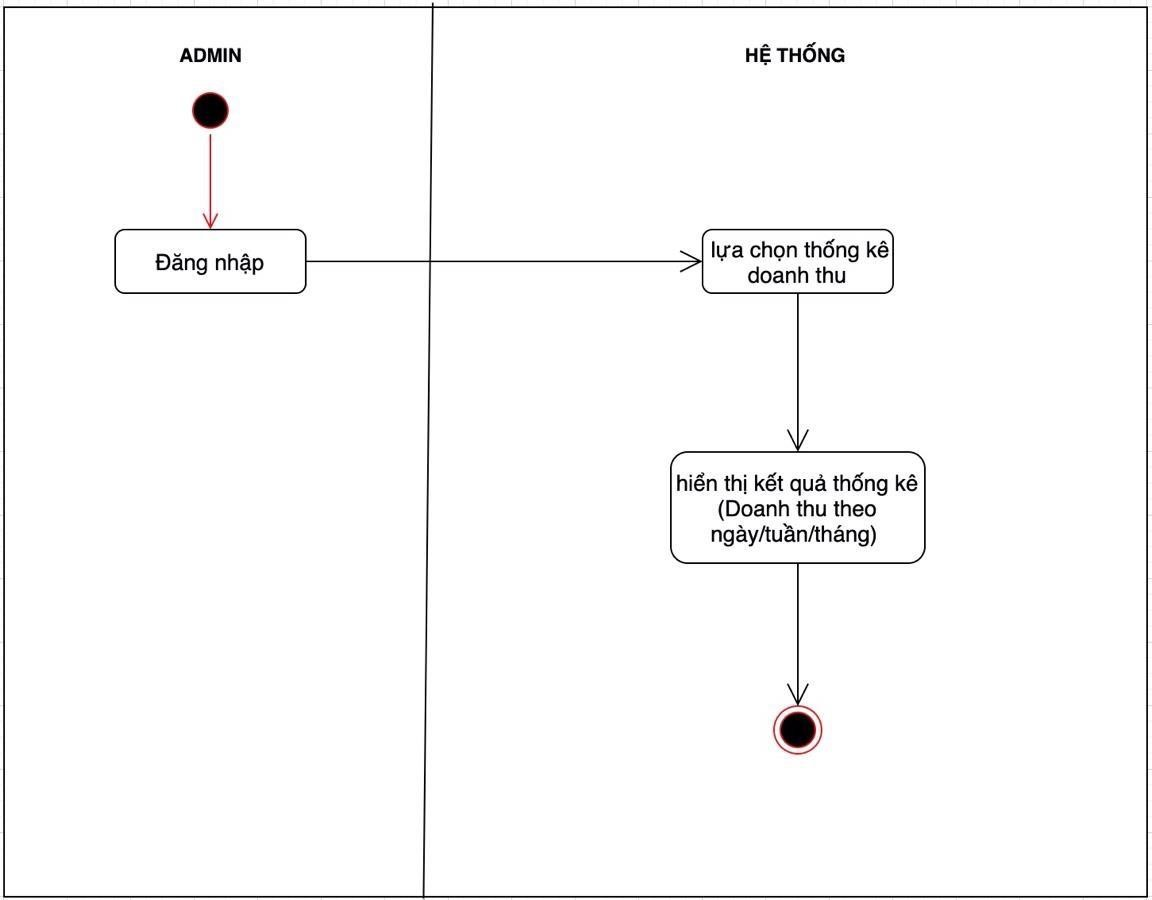 ADMIN
HỆ THỐNG
Đăng nhập
lựa chọn thống kê
doanh thu
hiển thị kết quả thống kê
(Doanh thu theo
ngày/tuần/tháng)